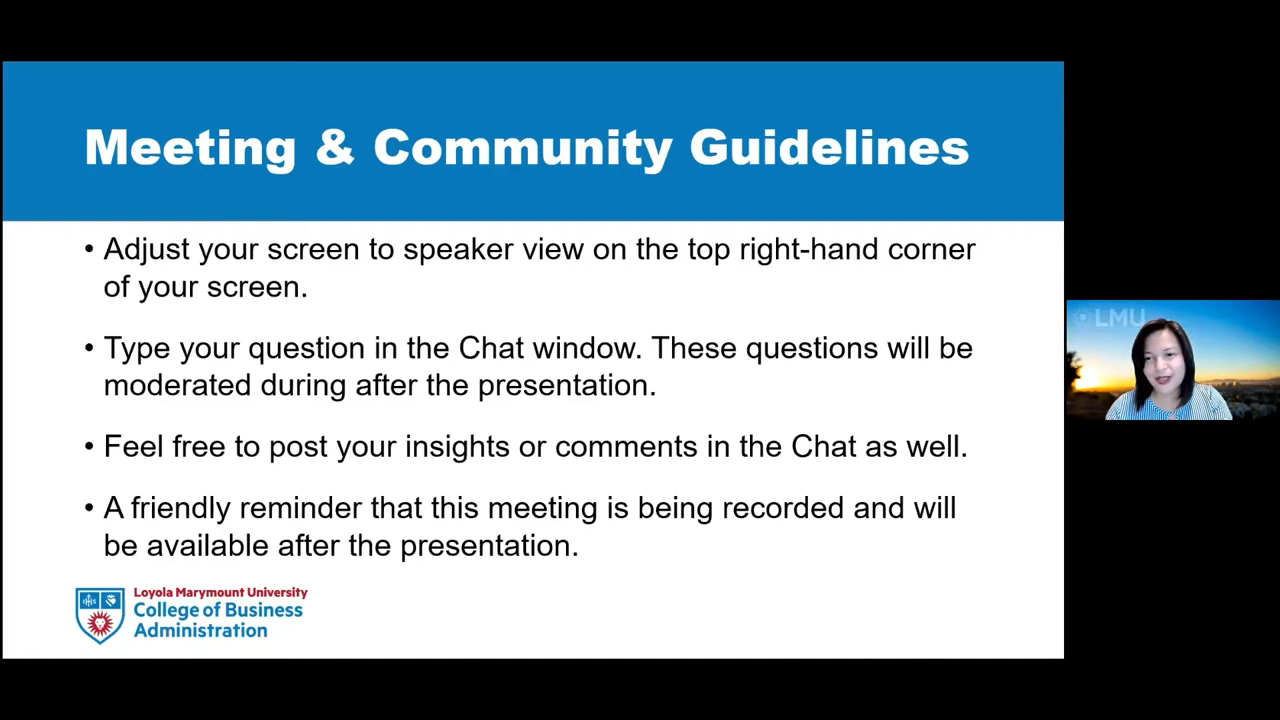 Meeting & Community Guidelines
• Adjust your screen to speaker view on the top right-hand corner
of your screen.
• Type your question in the Chat window. These questions will be
moderated during after the presentation.
• Feel free to post your insights or comments in the Chat as well.
• A friendly reminder that this meeting is being recorded and will
be available after the presentation.
Loyola Marymount University
College of Business
Administration
LMU